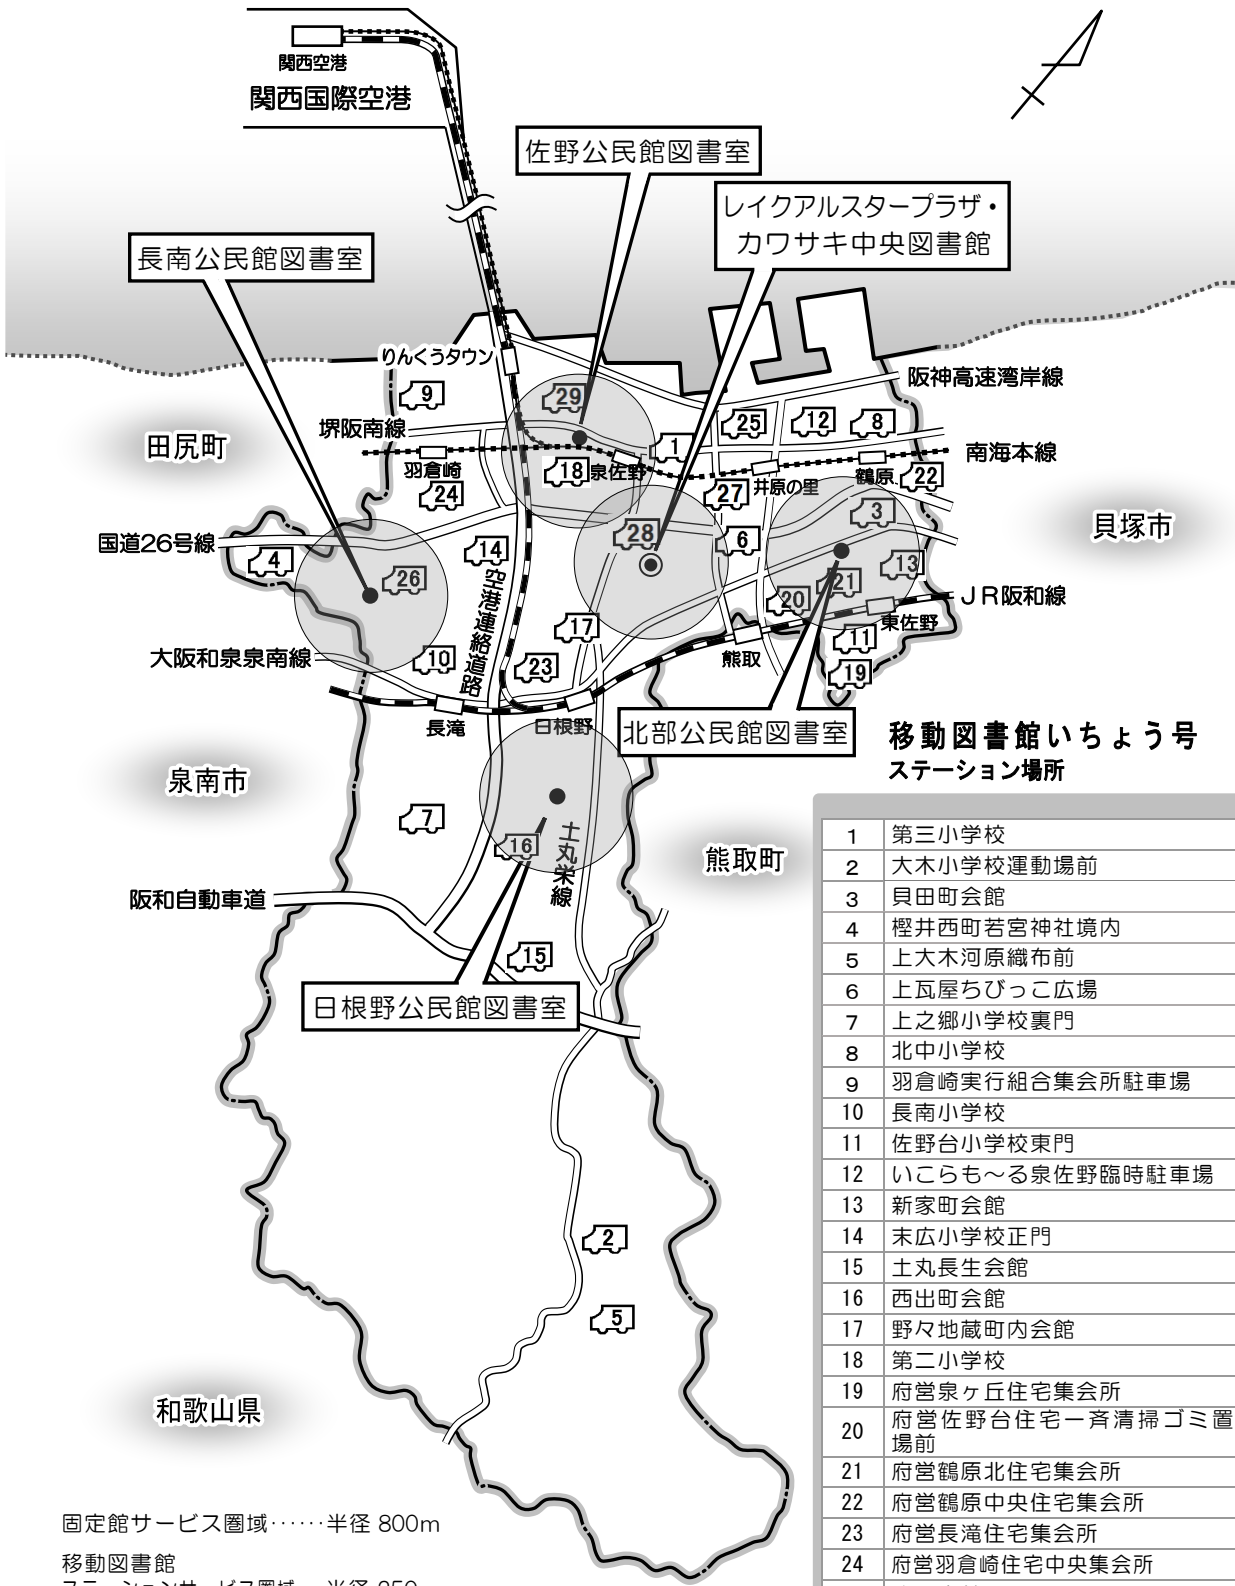 関西空港
関西国際空港
佐野公民館図書室
レイクアルスタープラザ・
カワサキ中央図書館
長南公民館図書室
りんくうタウン
阪神高速湾岸線
9
29
25
12
8
堺阪南線
田尻町
1
南海本線
羽倉崎
18
泉佐野
井原の里
鶴原
22
24
27
3
貝塚市
国道26号線
28
6
14
4
13
26
21
20
JR阪和線
空港連絡道路
17
東佐野
11
大阪和泉泉南線
10
23
熊取
19
長滝
日根野
北部公民館図書室
移動図書館いちょう号
ステーション場所
泉南市
7
土丸栄線
16
熊取町
阪和自動車道
15
日根野公民館図書室
2
5
和歌山県
1 第三小学校
2 大木小学校運動場前
3 貝田町会館
4 樫井西町若宮神社境内
5 上大木河原織布前
6 上瓦屋ちびっこ広場
7 上之郷小学校裏門
8 北中小学校
9 羽倉崎実行組合集会所駐車場
10 長南小学校
11 佐野台小学校東門
12 いこらも～る泉佐野臨時駐車場
13 新家町会館
14 末広小学校正門
15 土丸長生会館
16 西出町会館
17 野々地蔵町内会館
18 第二小学校
19 府営泉ヶ丘住宅集会所
20 府営佐野台住宅一斉清掃ゴミ置
場前
21 府営鶴原北住宅集会所
22 府営鶴原中央住宅集会所
23 府営長滝住宅集会所
24 府営羽倉崎住宅中央集会所
固定館サービス圏域……半径 800m
移動図書館